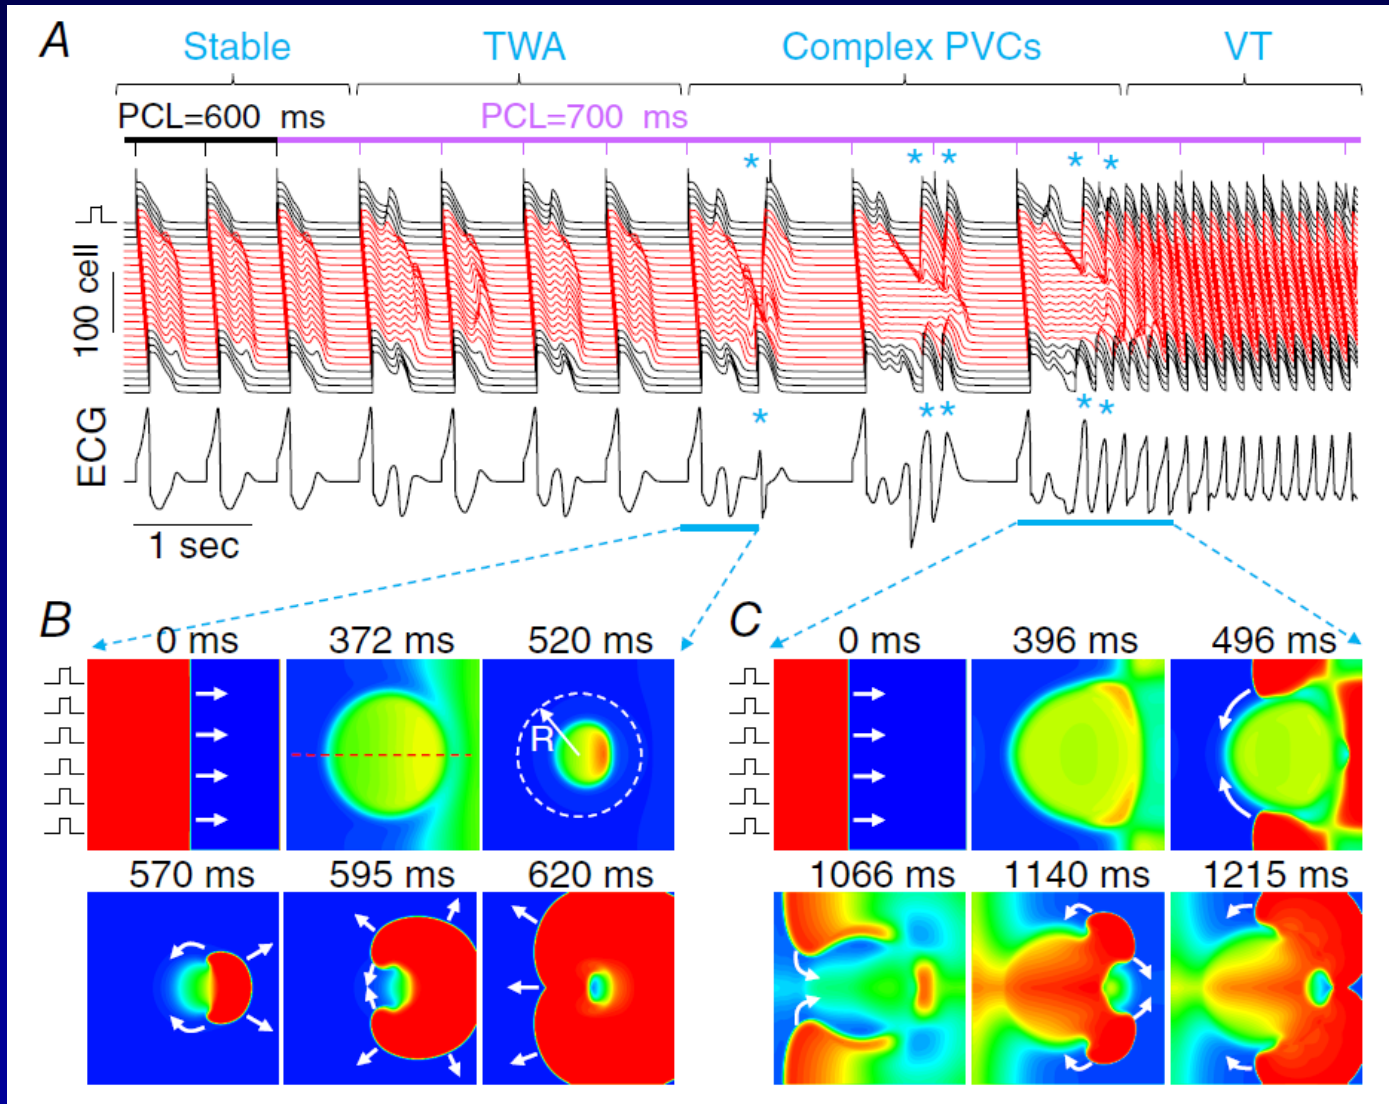 A
Stable TWA Complex PVCs VT
PCL=600 ms PCL=700 ms
* * * * *
100 cell
* * * * *
ECG
1 sec
B
0 ms 372 ms 520 ms
R
570 ms 595 ms 620 ms
C
0 ms 396 ms 496 ms
1066 ms 1140 ms 1215 ms